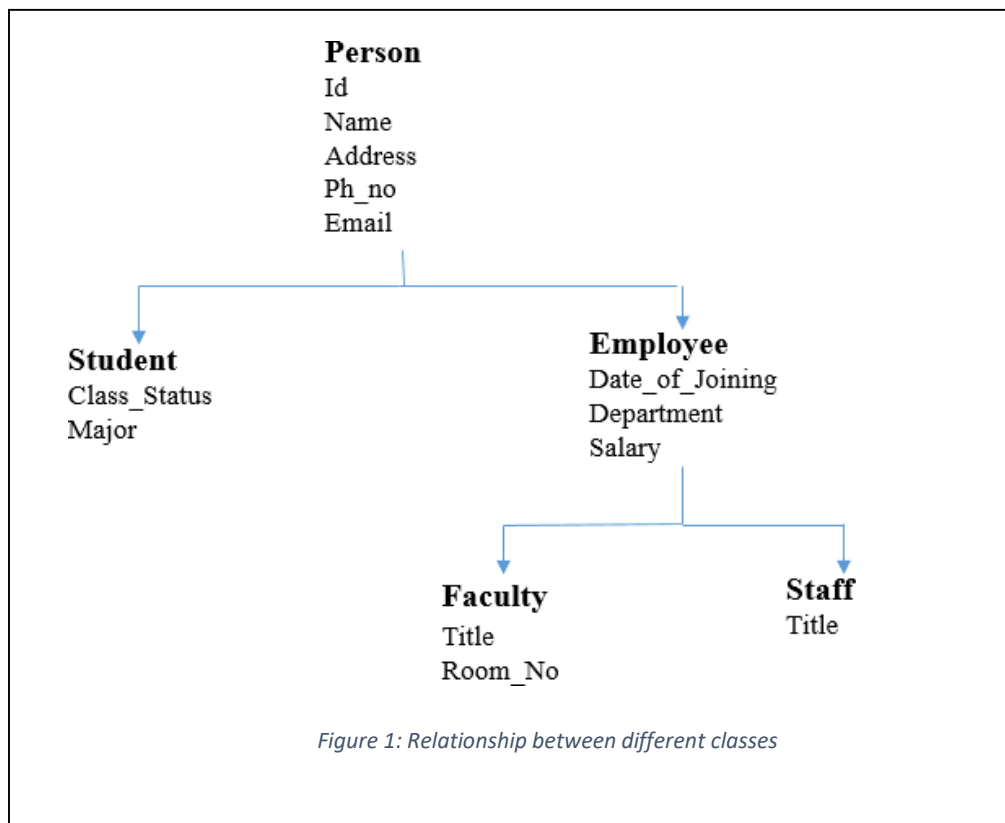 Person
Id
Name
Address
Ph_no
Email
Student
Class_Status
Major
Employee
Date_of_Joining
Department
Salary
Faculty
Title
Room_No
Staff
Title
Figure 1: Relationship between different classes